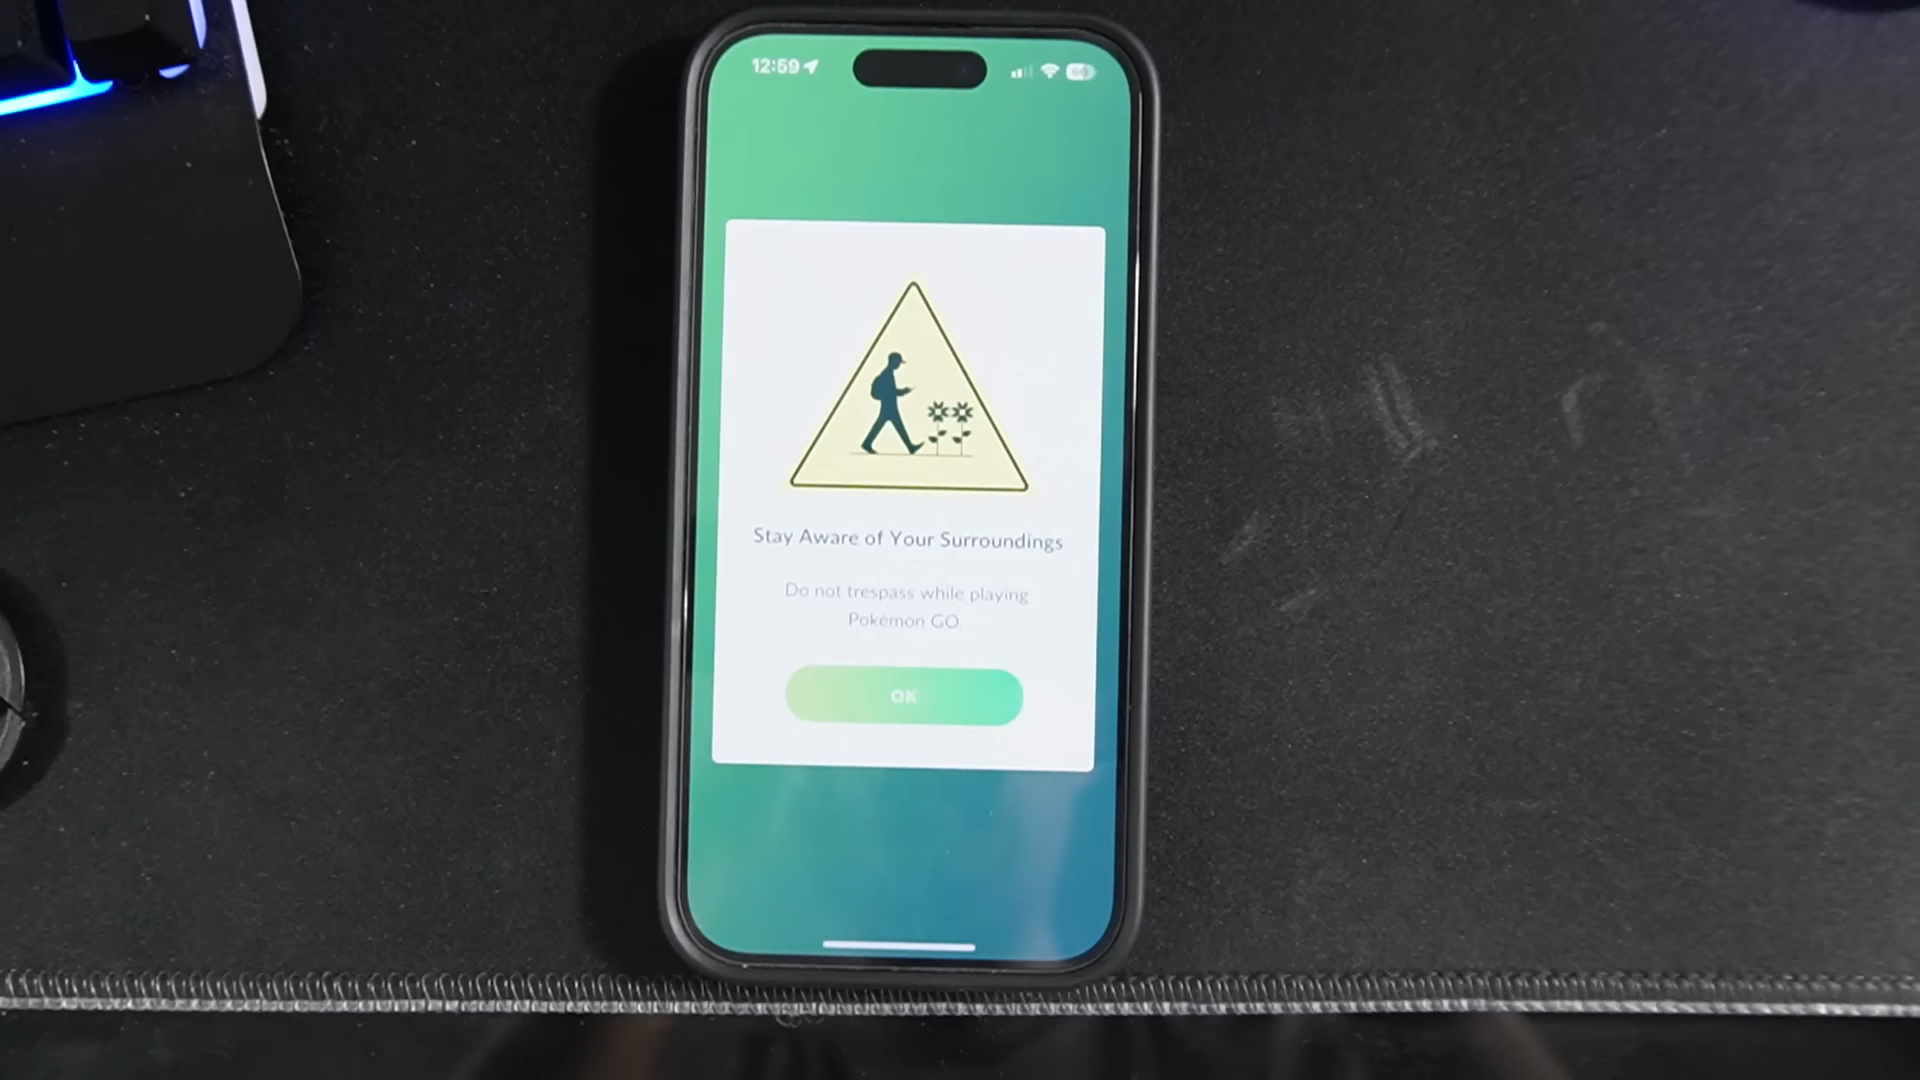 12:59
Stay Aware of Your Surroundings
Do not trespass while playing
Pokémon GO.
OK